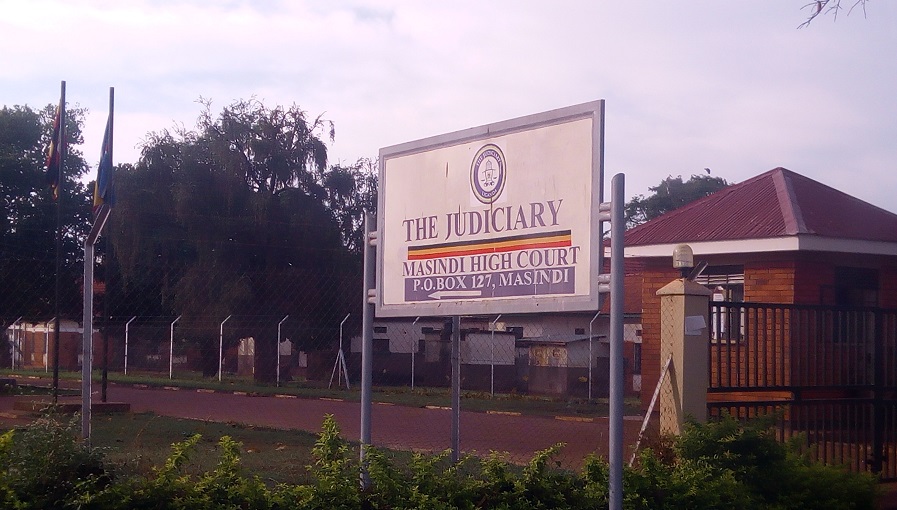 THE JUDICIARY
MASINDI HIGH COURT
P.O.BOX 127, MASINDI